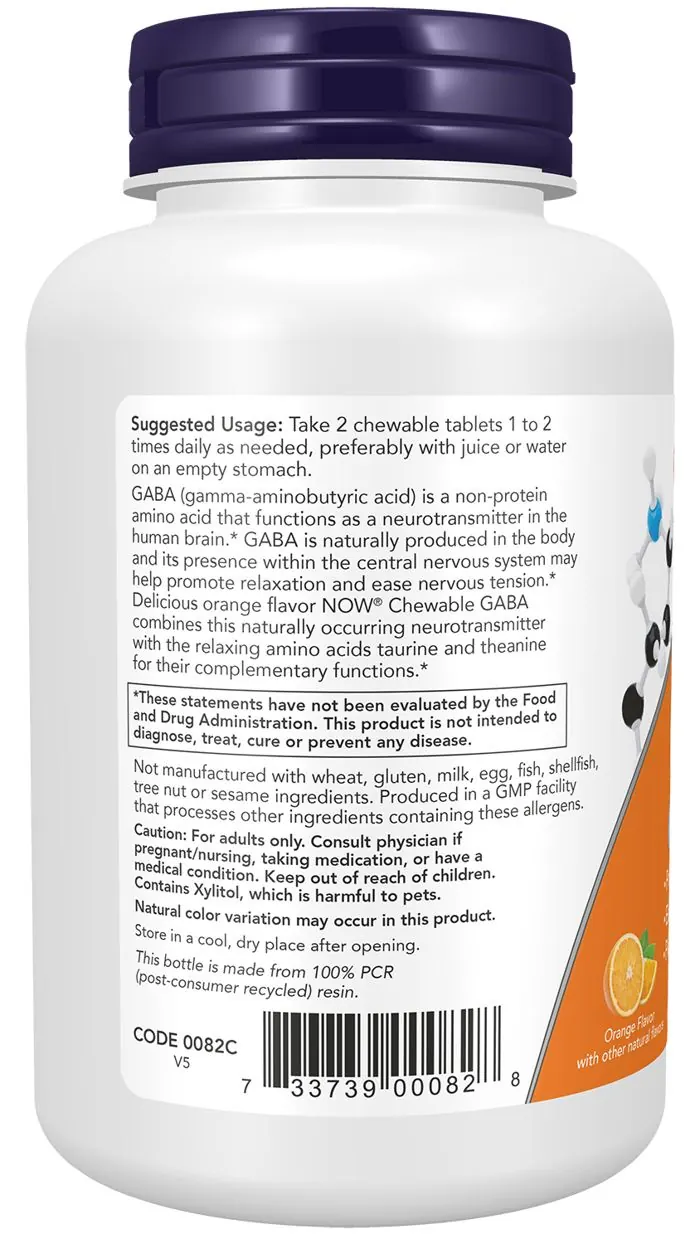 Suggested Usage: Take 2 chewable tablets 1 to 2
times daily as needed, preferably with juice or water
on an empty stomach.
GABA (gamma-aminobutyric acid) is a non-protein
amino acid that functions as a neurotransmitter in the
human brain.* GABA is naturally produced in the body
and its presence within the central nervous system may
help promote relaxation and ease nervous tension.*
Delicious orange flavor NOW® Chewable GABA
combines this naturally occurring neurotransmitter
with the relaxing amino acids taurine and theanine
for their complementary functions.*
*These statements have not been evaluated by the Food
and Drug Administration. This product is not intended to
diagnose, treat, cure or prevent any disease.
Not manufactured with wheat, gluten, milk, egg, fish, shellfish,
tree nut or sesame ingredients. Produced in a GMP facility
that processes other ingredients containing these allergens.
Caution: For adults only. Consult physician if
pregnant/nursing, taking medication, or have a
medical condition. Keep out of reach of children.
Contains Xylitol, which is harmful to pets.
Natural color variation may occur in this product.
Store in a cool, dry place after opening.
This bottle is made from 100% PCR
(post-consumer recycled) resin.
CODE 0082C
V5
7 33739 00082 8
Orange Flavor
with other natural flavors